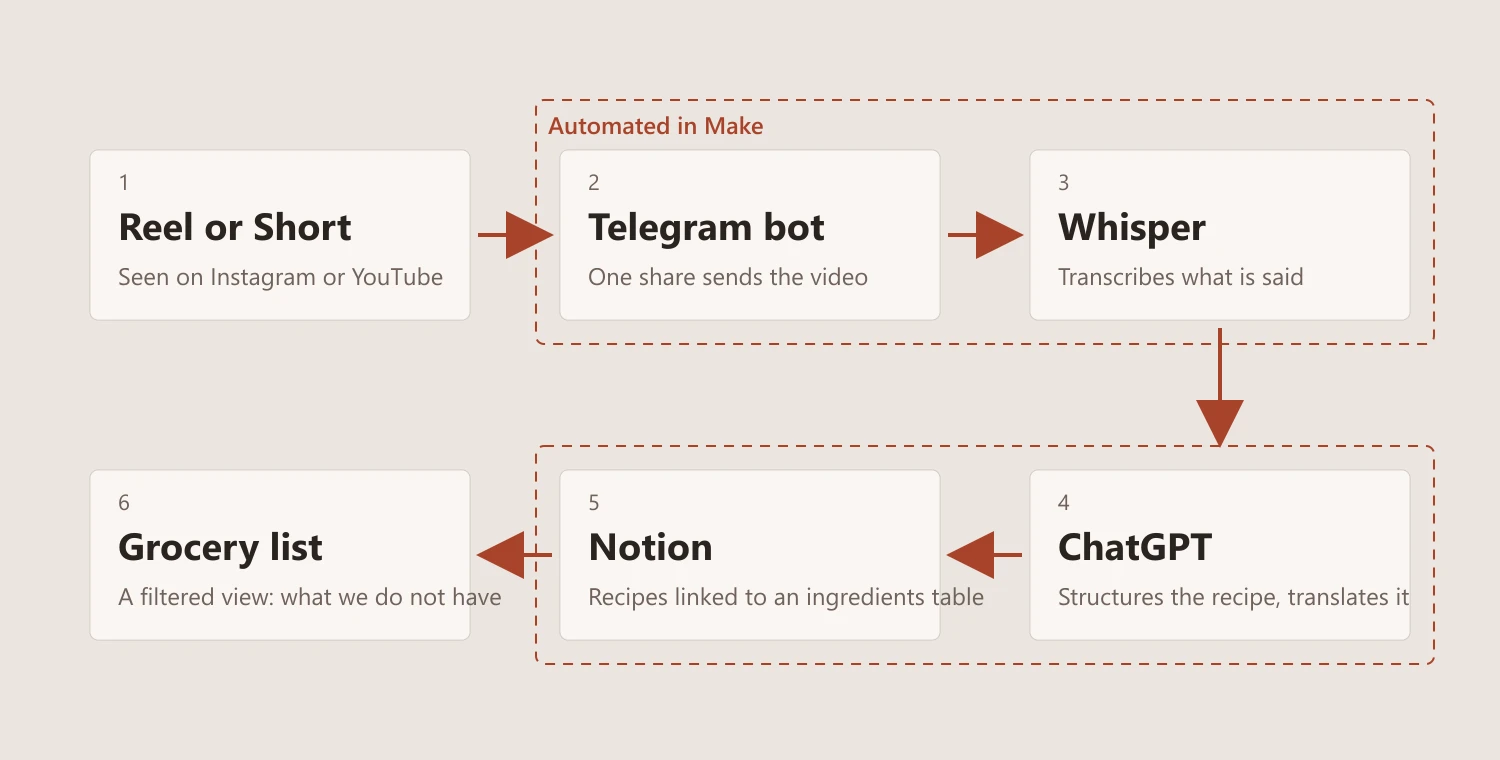 Automated in Make
1
Reel or Short
Seen on Instagram or YouTube
2
Telegram bot
One share sends the video
3
Whisper
Transcribes what is said
4
ChatGPT
Structures the recipe, translates it
5
Notion
Recipes linked to an ingredients table
6
Grocery list
A filtered view: what we do not have